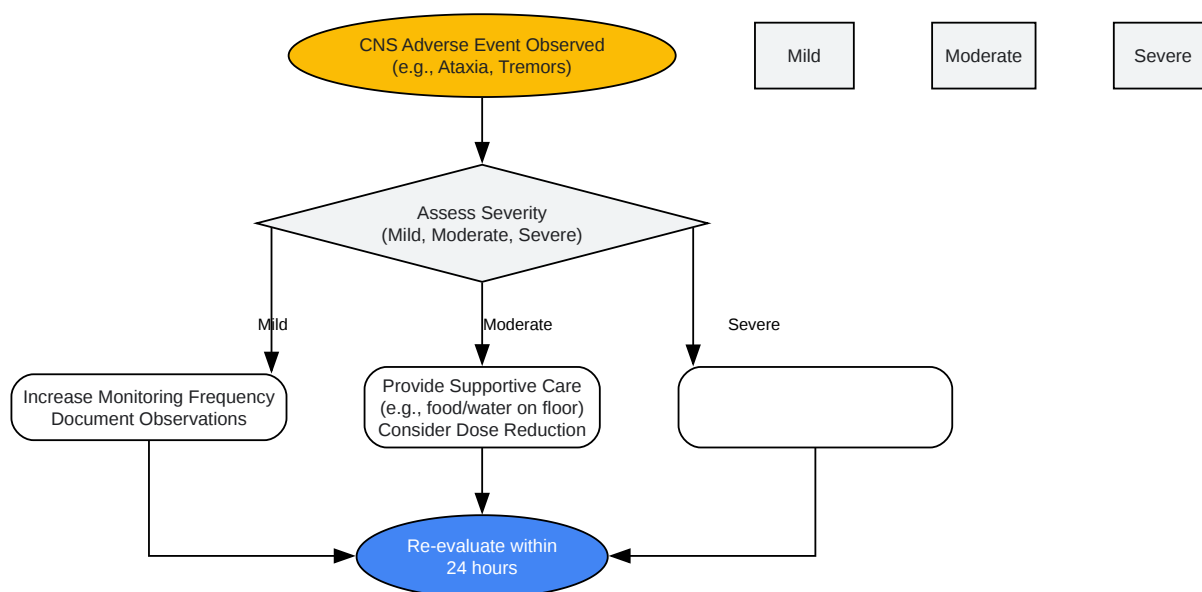 CNS Adverse Event Observed
(e.g., Ataxia, Tremors)
Mild
Moderate
Severe
Assess Severity
(Mild, Moderate, Severe)
Mild
Moderate
Severe
Increase Monitoring Frequency
Document Observations
Provide Supportive Care
(e.g., food/water on floor)
Consider Dose Reduction
Re-evaluate within
24 hours